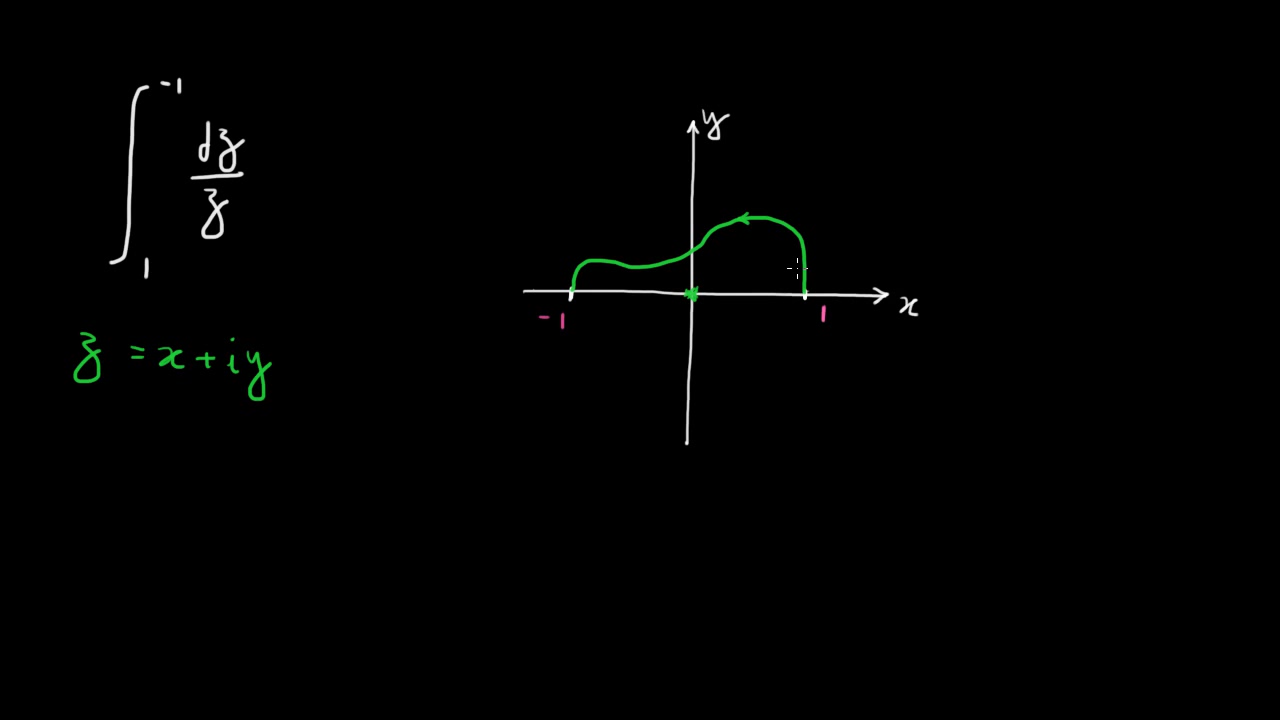 ∫₁⁻¹ dz/z
z = x + iy
y
x
-1
1